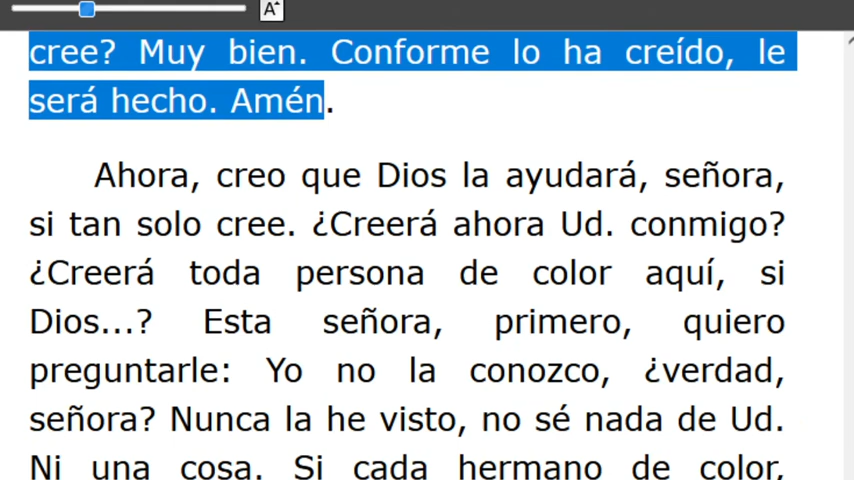 A
cree? Muy bien. Conforme lo ha creído, le
será hecho. Amén.
Ahora, creo que Dios la ayudará, señora,
si tan solo cree. ¿Creerá ahora Ud. conmigo?
¿Creerá toda persona de color aquí, si
Dios...? Esta señora, primero, quiero
preguntarle: Yo no la conozco, ¿verdad,
señora? Nunca la he visto, no sé nada de Ud.
Ni una cosa. Si cada hermano de color,